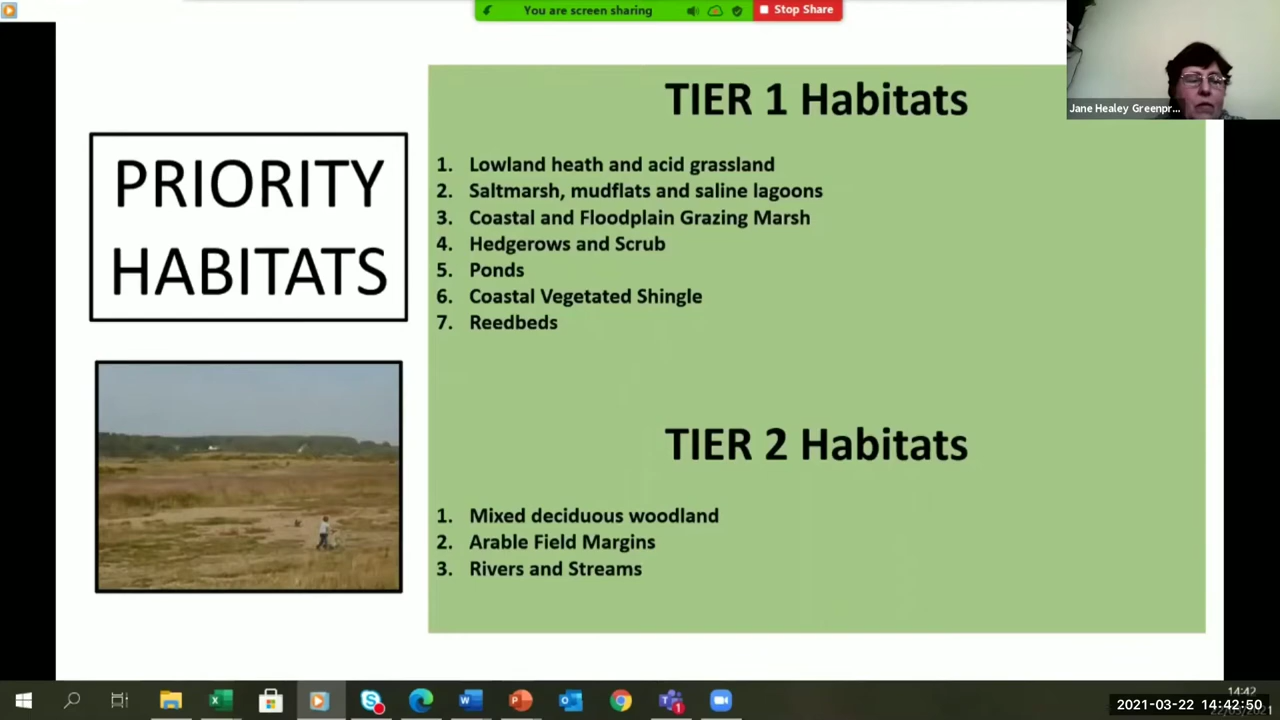 You are screen sharing
Stop Share
Jane Healey Greenpr...
PRIORITY
HABITATS
TIER 1 Habitats
1. Lowland heath and acid grassland
2. Saltmarsh, mudflats and saline lagoons
3. Coastal and Floodplain Grazing Marsh
4. Hedgerows and Scrub
5. Ponds
6. Coastal Vegetated Shingle
7. Reedbeds
TIER 2 Habitats
1. Mixed deciduous woodland
2. Arable Field Margins
3. Rivers and Streams
14:42
2021-03-22 14:42:50